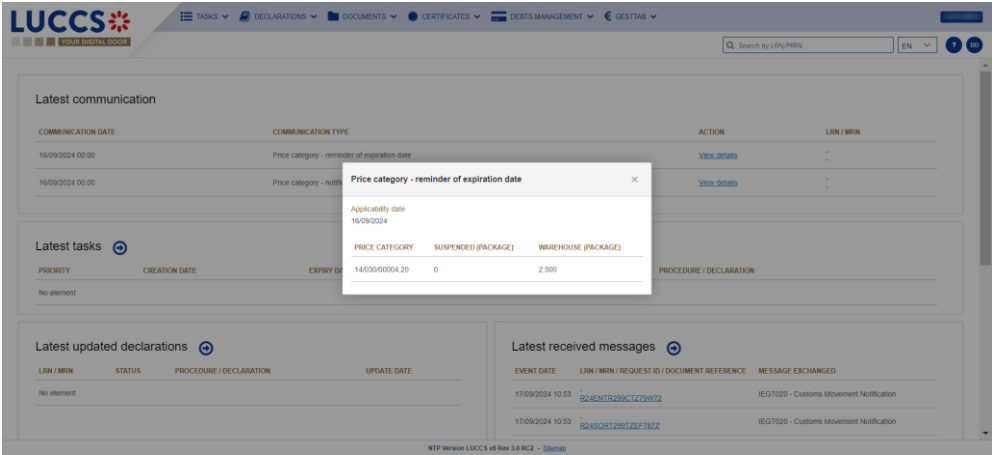 LUCCS
YOUR DIGITAL DOOR
TASKS DECLARATIONS DOCUMENTS CERTIFICATES DEBTS MANAGEMENT € GESTTAB
Search by LRN/MRN EN ? DD
Latest communication
COMMUNICATION DATE COMMUNICATION TYPE ACTION LRN / MRN
16/09/2024 00:00 Price category - reminder of expiration date View details - -
16/09/2024 00:00 Price category - notifi View details - -
Price category - reminder of expiration date ×
Applicability date
16/09/2024
PRICE CATEGORY SUSPENDED (PACKAGE) WAREHOUSE (PACKAGE)
14/030/00004.20 0 2.500
Latest tasks
PRIORITY CREATION DATE EXPIRY DA PROCEDURE / DECLARATION
No element
Latest updated declarations
LRN / MRN STATUS PROCEDURE / DECLARATION UPDATE DATE
No element
Latest received messages
EVENT DATE LRN / MRN / REQUEST ID / DOCUMENT REFERENCE MESSAGE EXCHANGED
17/09/2024 10:53 - R24ENTR299CTZ79W72 IEGT020 - Customs Movement Notification
17/09/2024 10:53 - R24SORT299TZEF787Z IEGT020 - Customs Movement Notification
NTP Version LUCCS v8 Rev 3.0 RC2 - Sitemap